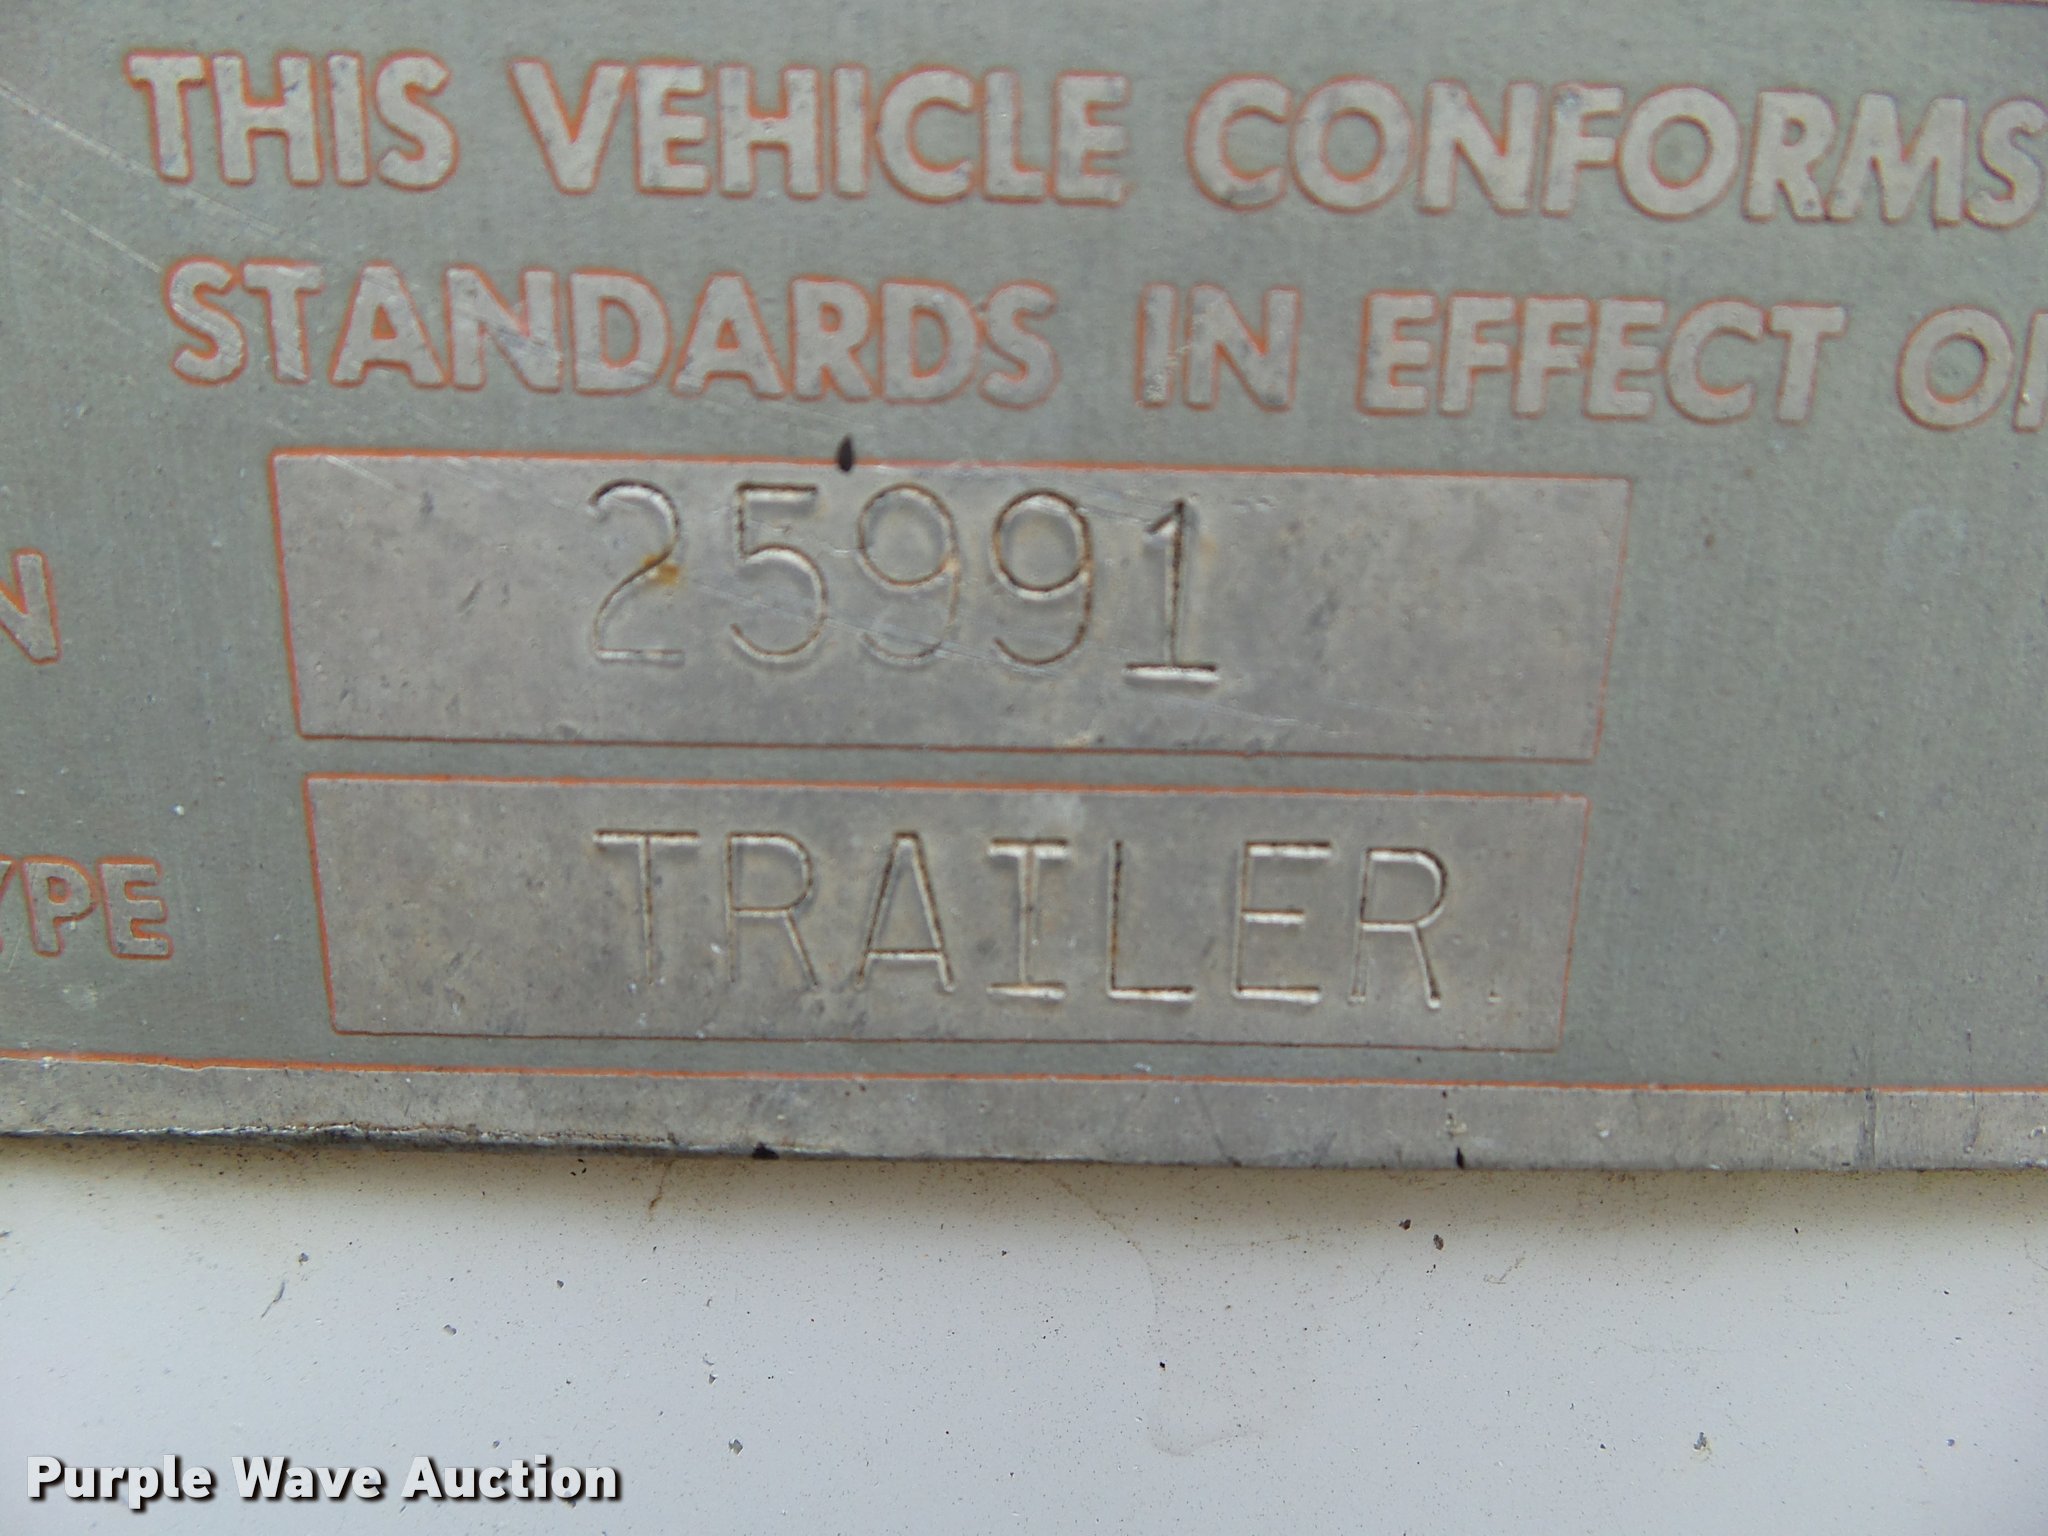 THIS VEHICLE CONFORMS
STANDARDS IN EFFECT O
N 25991
YPE TRAILER
Purple Wave Auction